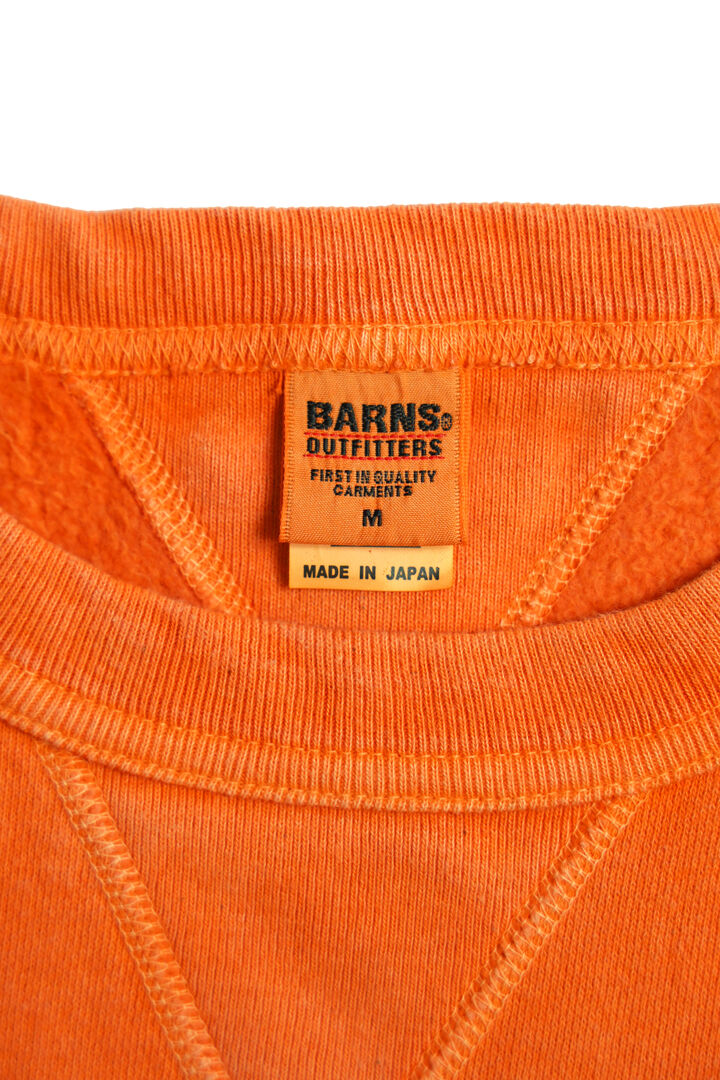 BARNS®
OUTFITTERS
FIRST IN QUALITY
GARMENTS
M
MADE IN JAPAN